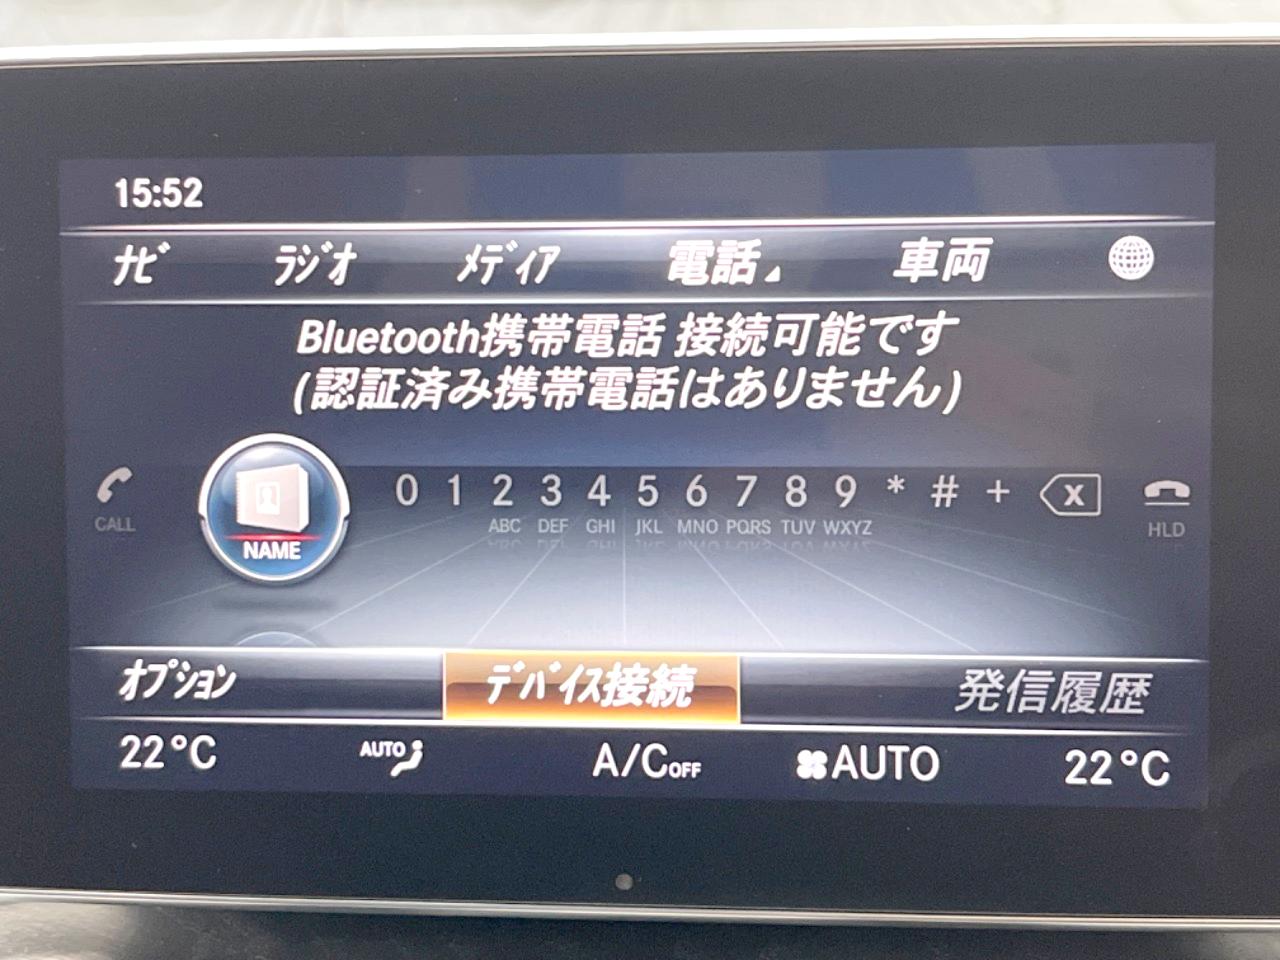 15:52
ナビ ラジオ メディア 電話 車両
Bluetooth携帯電話 接続可能です
(認証済み携帯電話はありません)
CALL NAME 0 1 2 3 4 5 6 7 8 9 * # + X HLD
ABC DEF GHI JKL MNO PQRS TUV WXYZ
オプション デバイス接続 発信履歴
22°C AUTO A/C OFF AUTO 22°C